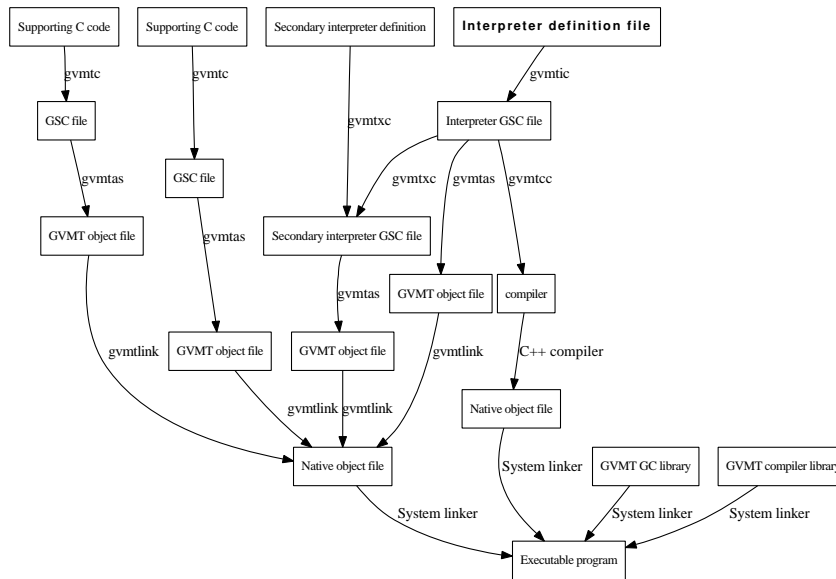 Supporting C code
Supporting C code
Secondary interpreter definition
Interpreter definition file
gvmtc
gvmtc
gvmtic
GSC file
gvmtxc
Interpreter GSC file
gvmtas
GSC file
gvmtxc
gvmtas
gvmtcc
GVMT object file
gvmtas
Secondary interpreter GSC file
gvmtas
GVMT object file
compiler
gvmtlink
GVMT object file
GVMT object file
gvmtlink
C++ compiler
gvmtlink
gvmtlink
Native object file
Native object file
System linker
GVMT GC library
GVMT compiler library
System linker
System linker
System linker
Executable program